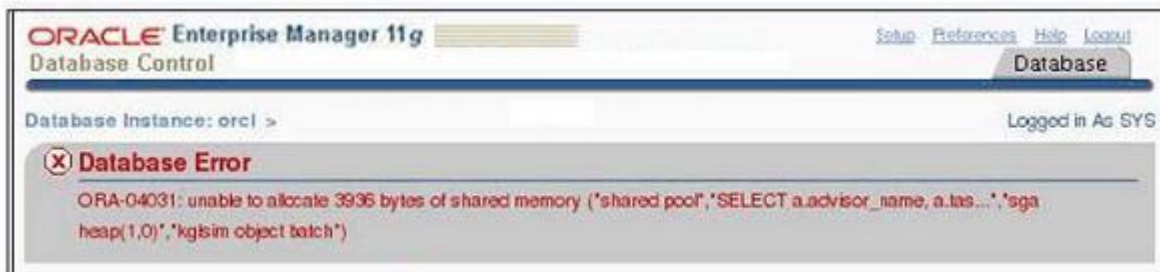 ORACLE Enterprise Manager 11g
Setup Preferences Help Logout
Database Control
Database
Database Instance: orcl >
Logged in As SYS
Database Error
ORA-04031: unable to allocate 3936 bytes of shared memory ("shared pool","SELECT a.advisor_name, a.tas...","sga
heap(1,0)","kglsim object batch")